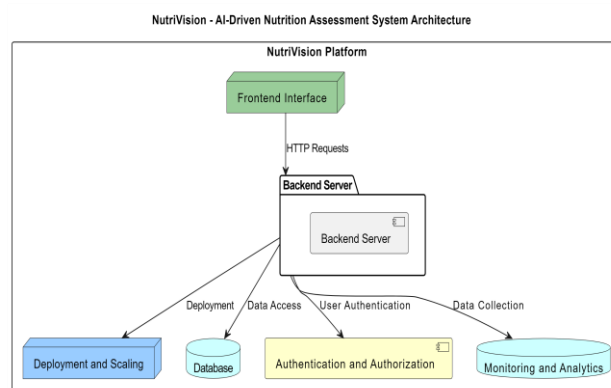 NutriVision - AI-Driven Nutrition Assessment System Architecture
NutriVision Platform
Frontend Interface
HTTP Requests
Backend Server
Backend Server
Deployment
Data Access
User Authentication
Data Collection
Deployment and Scaling
Database
Authentication and Authorization
Monitoring and Analytics